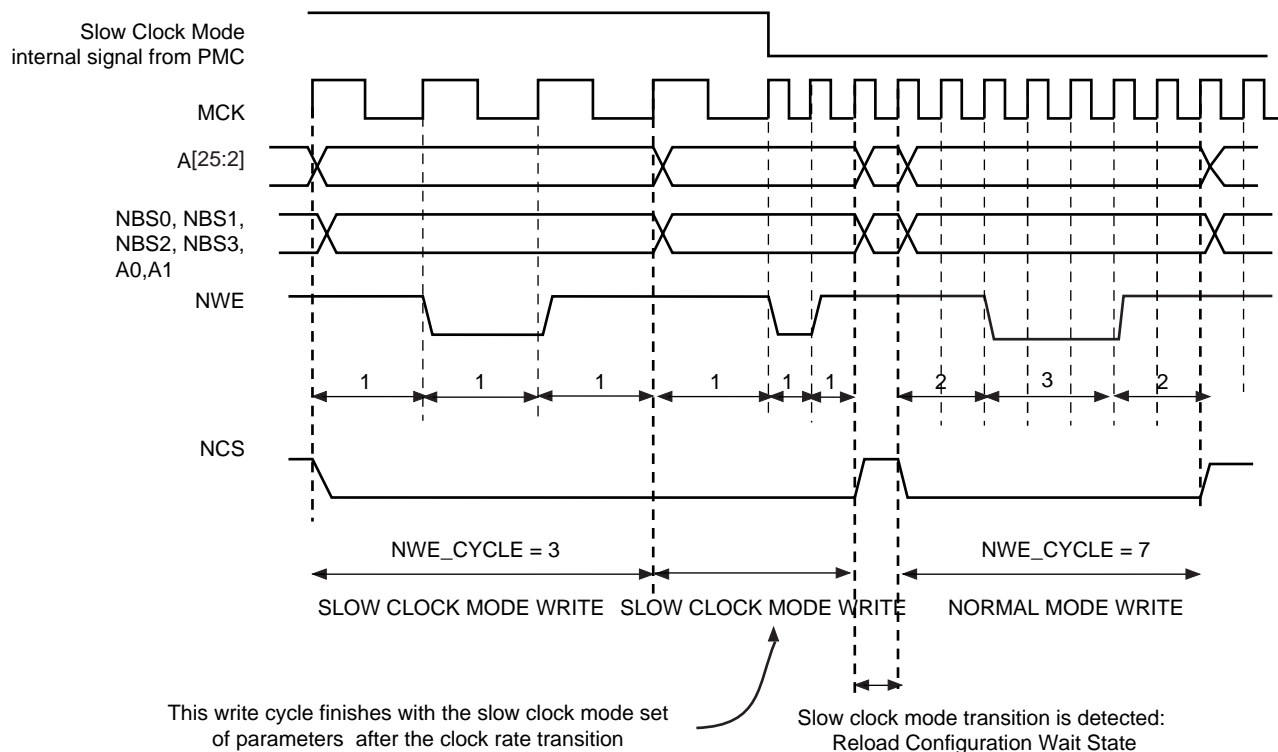 Slow Clock Mode
internal signal from PMC
MCK
A[25:2]
NBS0, NBS1,
NBS2, NBS3,
A0,A1
NWE
1 1 1 1 1 1 2 3 2
NCS
NWE_CYCLE = 3 NWE_CYCLE = 7
SLOW CLOCK MODE WRITE SLOW CLOCK MODE WRITE NORMAL MODE WRITE
This write cycle finishes with the slow clock mode set
of parameters after the clock rate transition
Slow clock mode transition is detected:
Reload Configuration Wait State